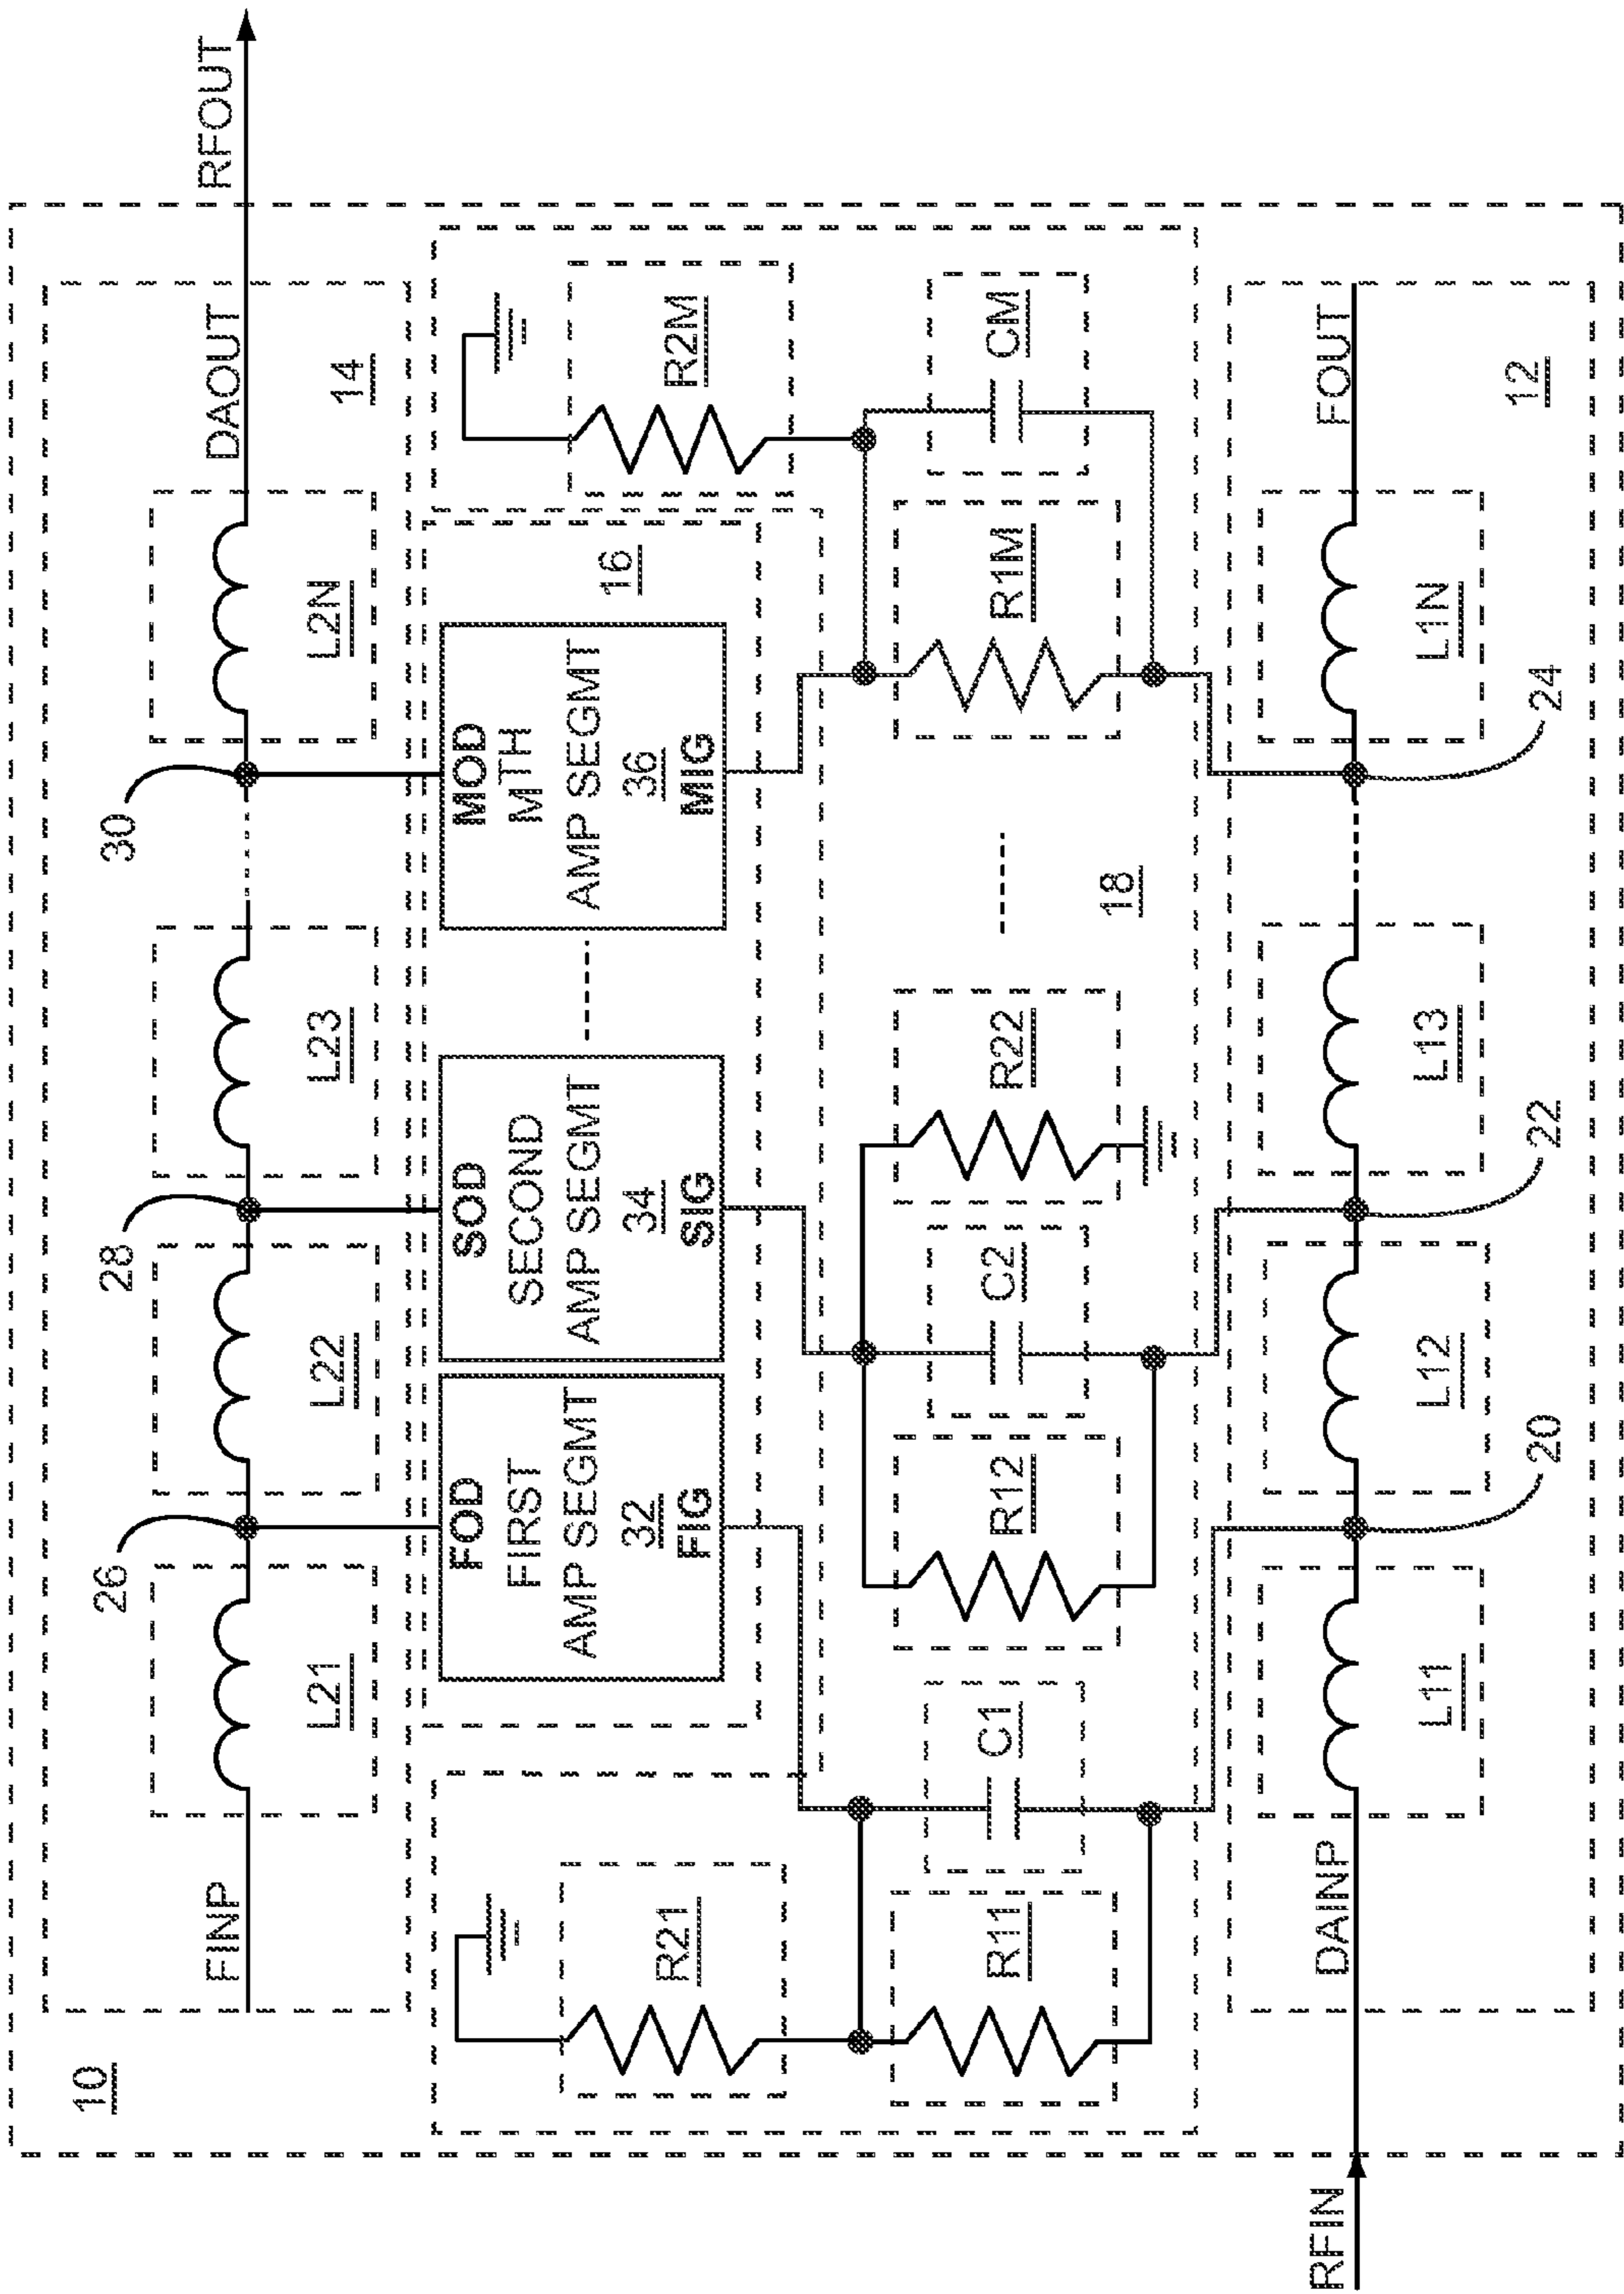 10
FINP
L21
26
L22
28
L23
30
L2N
DAOUT
RFOUT
14
FOD
FIRST
AMP SEGMT
32
FIG
SOD
SECOND
AMP SEGMT
34
SIG
MOD
MTH
AMP SEGMT
36
MIG
16
R21
R2M
R11
C1
R12
C2
R22
R1M
CM
18
RFIN
DAINP
L11
20
L12
22
L13
24
L1N
FOUT
12